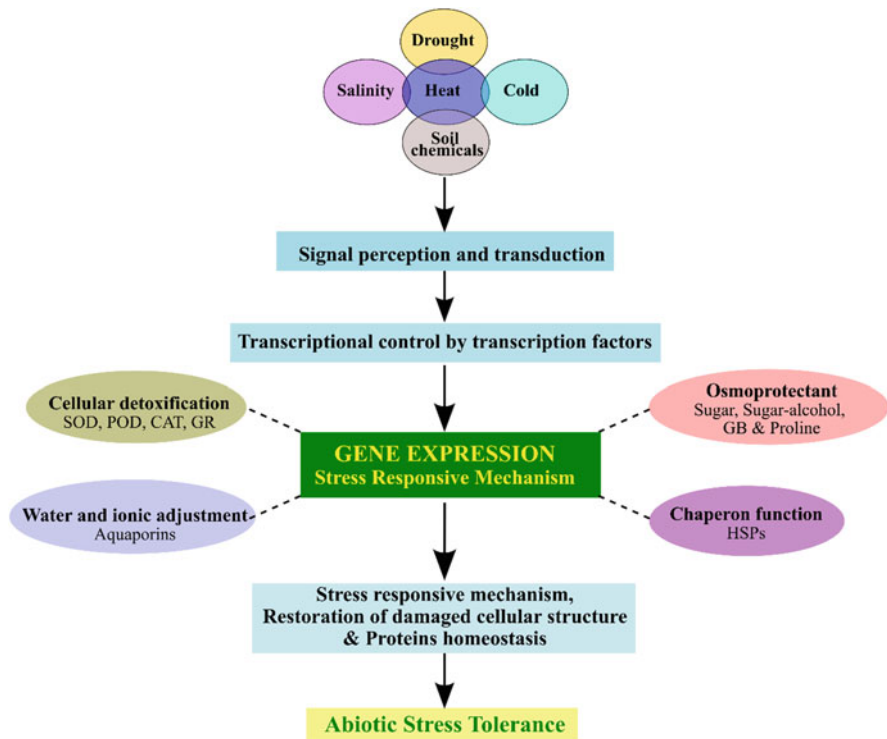 Drought
Salinity
Heat
Cold
Soil
chemicals
Signal perception and transduction
Transcriptional control by transcription factors
Cellular detoxification
SOD, POD, CAT, GR
Osmoprotectant
Sugar, Sugar-alcohol,
GB & Proline
GENE EXPRESSION
Stress Responsive Mechanism
Water and ionic adjustment
Aquaporins
Chaperon function
HSPs
Stress responsive mechanism,
Restoration of damaged cellular structure
& Proteins homeostasis
Abiotic Stress Tolerance